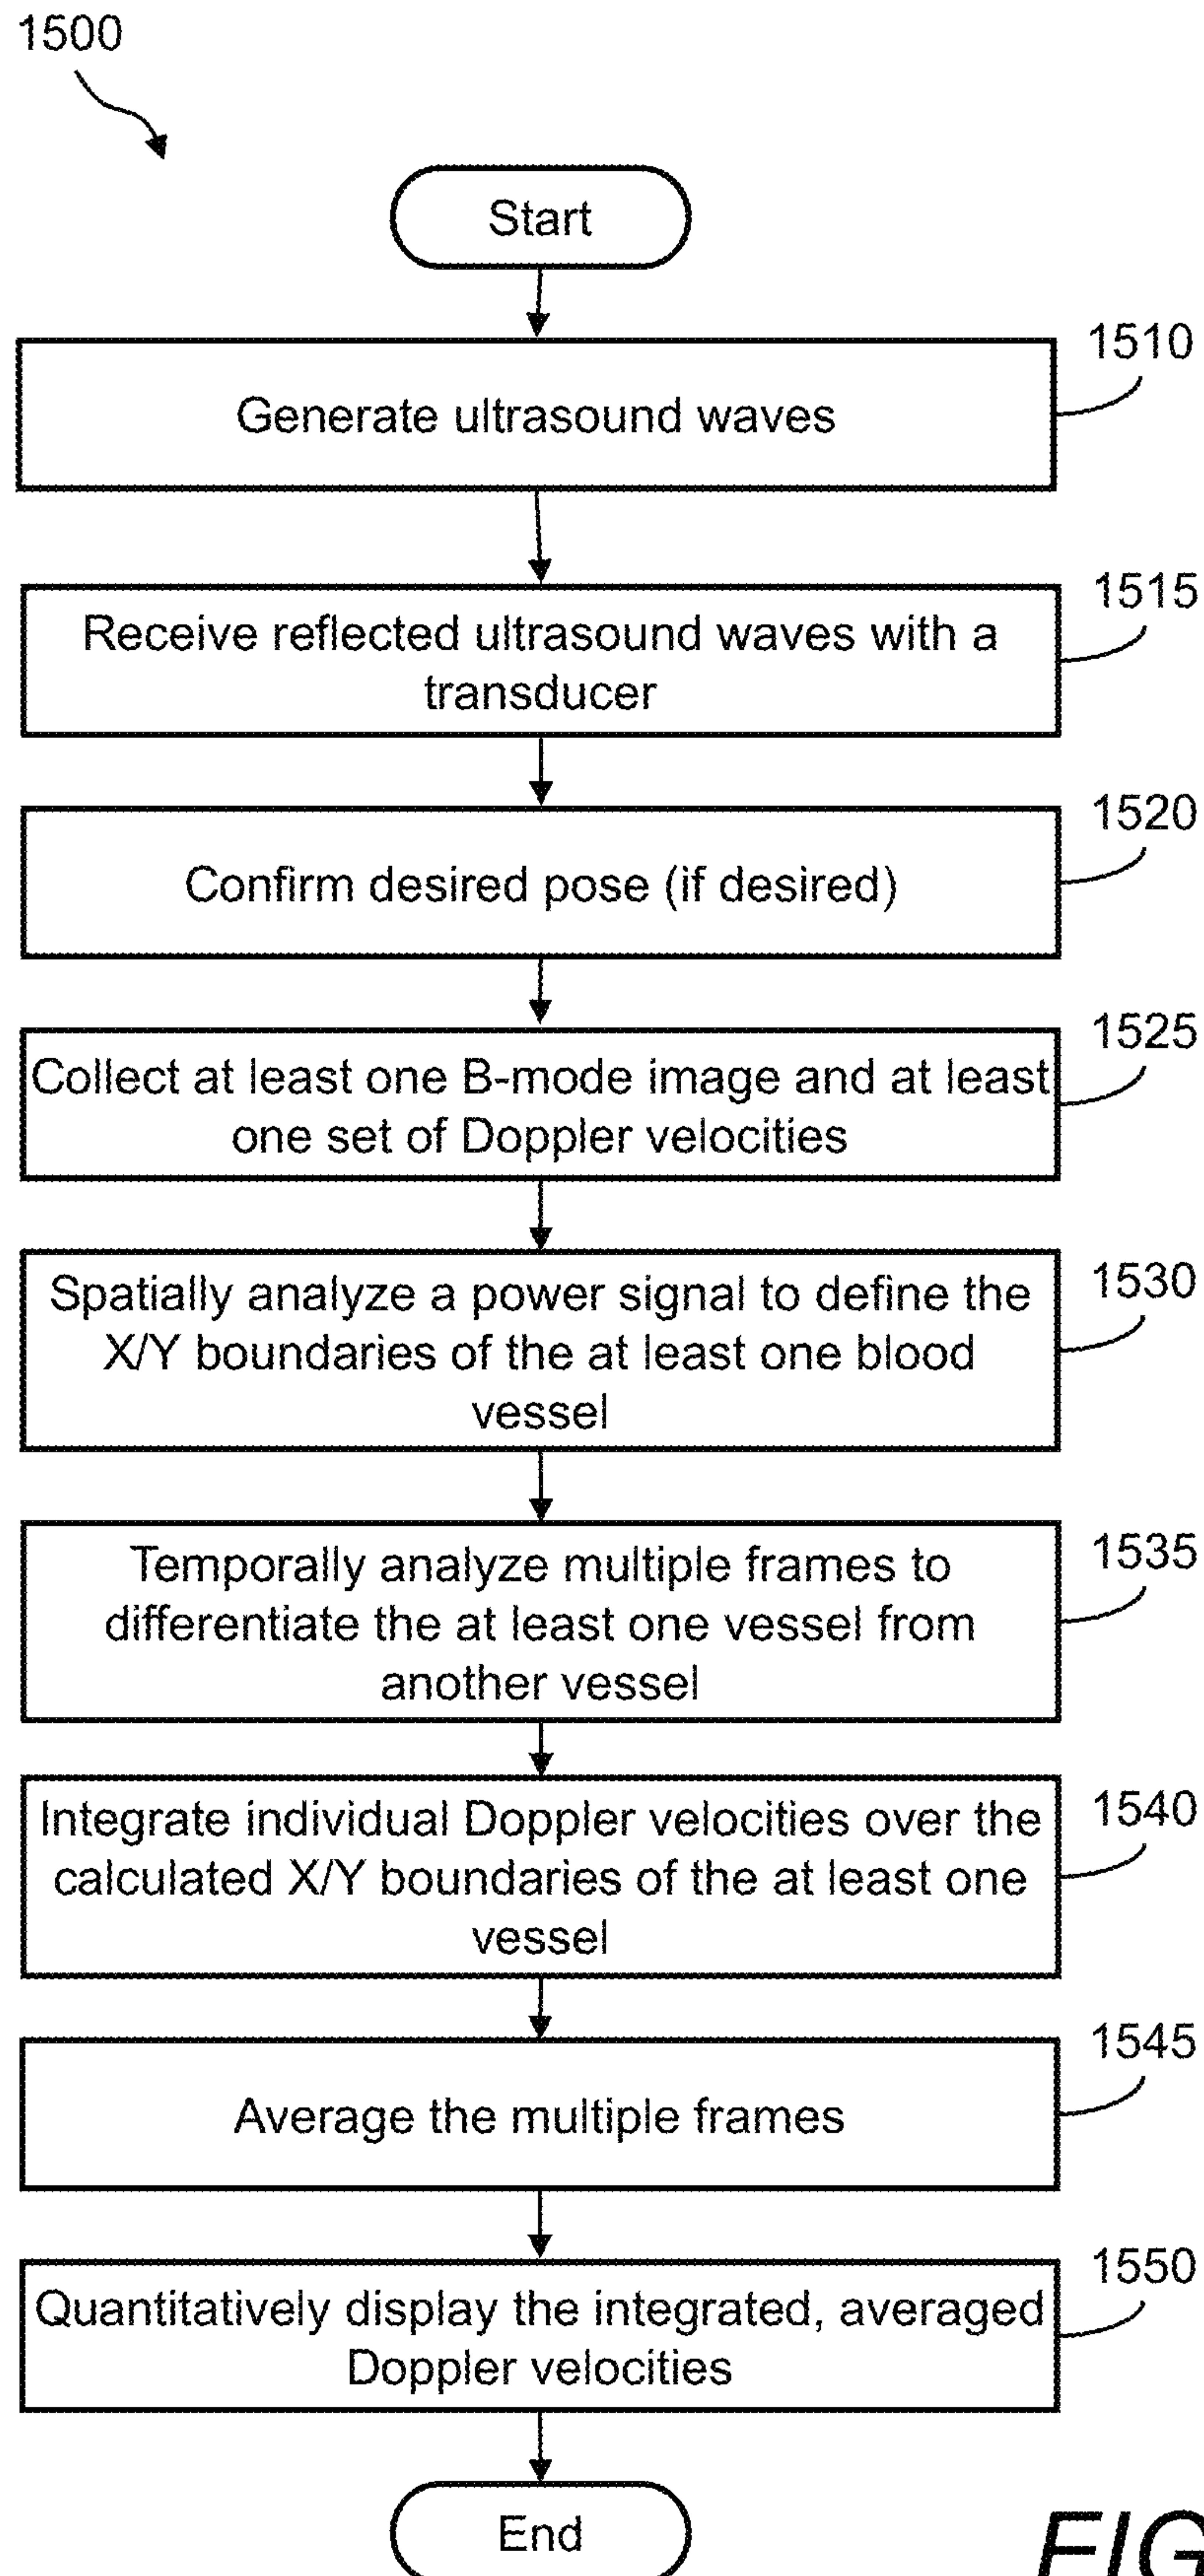 1500
Start
1510
Generate ultrasound waves
1515
Receive reflected ultrasound waves with a
transducer
1520
Confirm desired pose (if desired)
1525
Collect at least one B-mode image and at least
one set of Doppler velocities
1530
Spatially analyze a power signal to define the
X/Y boundaries of the at least one blood
vessel
1535
Temporally analyze multiple frames to
differentiate the at least one vessel from
another vessel
1540
Integrate individual Doppler velocities over the
calculated X/Y boundaries of the at least one
vessel
1545
Average the multiple frames
1550
Quantitatively display the integrated, averaged
Doppler velocities
End
FIG